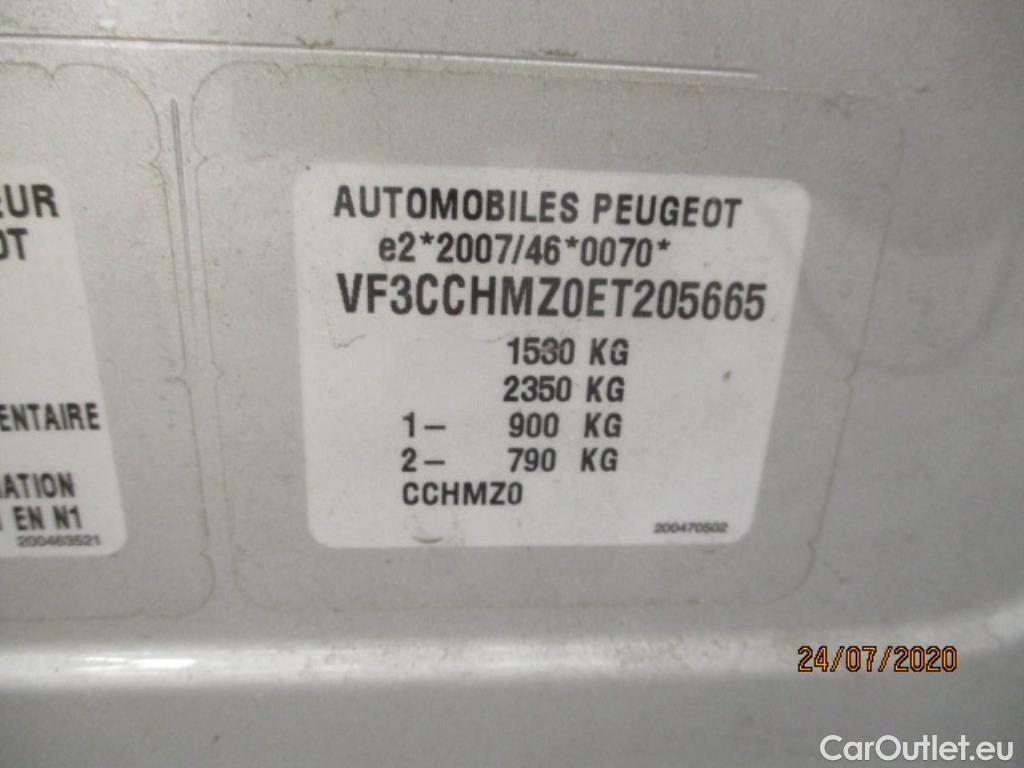 EUR
OT
ENTAIRE
ATION
EN N1
200463521
AUTOMOBILES PEUGEOT
e2*2007/46*0070*
VF3CCHMZ0ET205665
1530 KG
2350 KG
1- 900 KG
2- 790 KG
CCHMZ0
200470502
24/07/2020
CarOutlet.eu